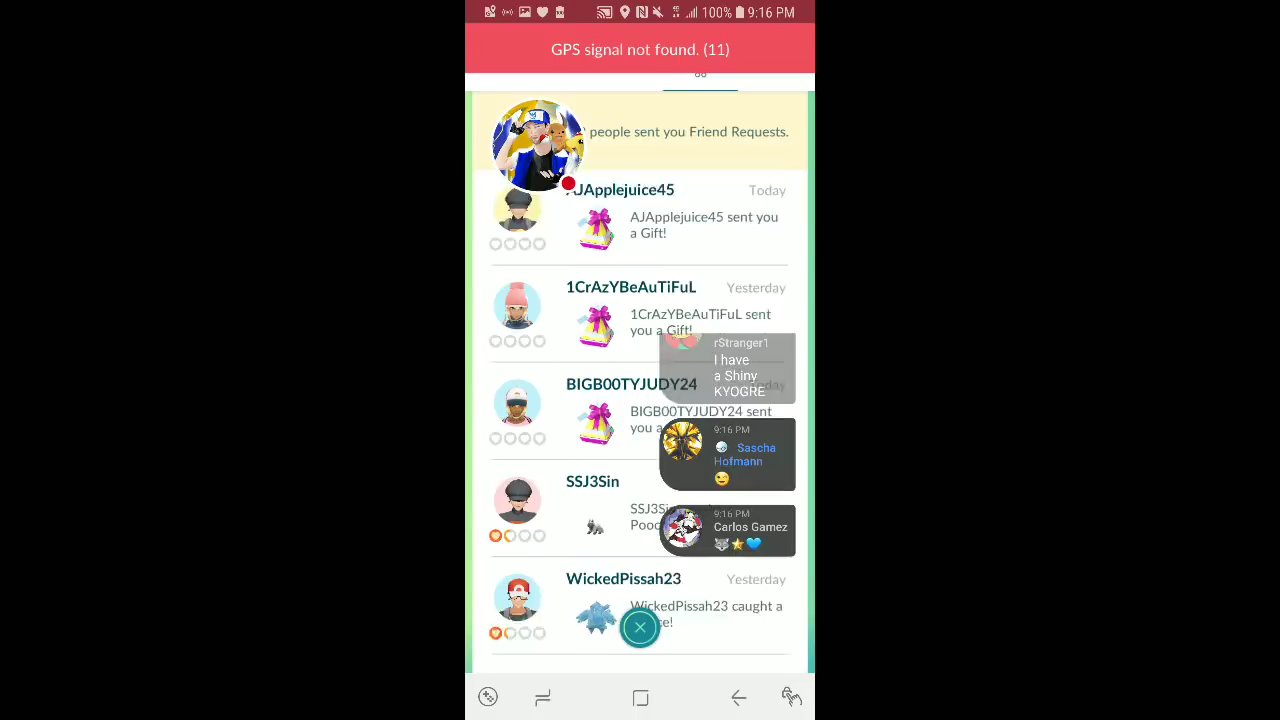 100% 9:16 PM
GPS signal not found. (11)
people sent you Friend Requests.
AJApplejuice45
Today
AJApplejuice45 sent you
a Gift!
1CrAzYBeAuTiFuL
Yesterday
1CrAzYBeAuTiFuL sent
you a Gift!
rStranger1
I have
a Shiny
KYOGRE
BIGB00TYJUDY24
Today
BIGB00TYJUDY24 sent
you a
9:16 PM
Sascha
Hofmann
SSJ3Sin
9:16 PM
Carlos Gamez
WickedPissah23
Yesterday
WickedPissah23 caught a